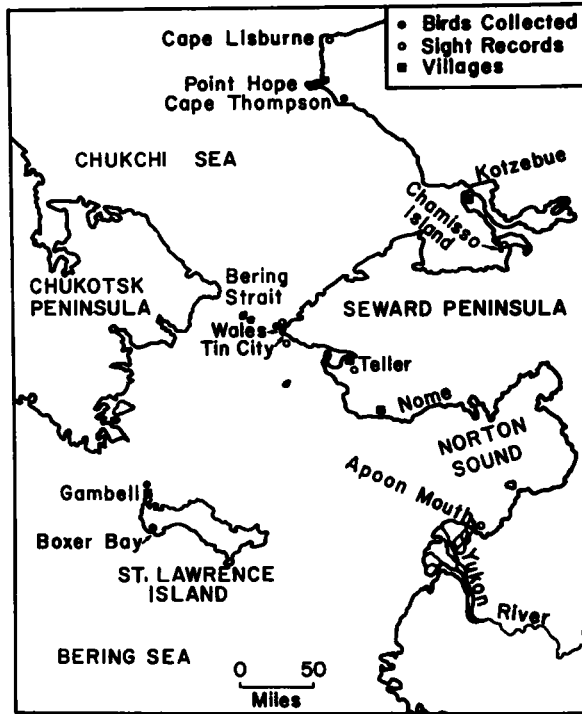 Birds Collected
Sight Records
Villages
Cape Lisburne
Point Hope
Cape Thompson
CHUKCHI SEA
Kotzebue
Chamisso
Island
CHUKOTSK
PENINSULA
Bering
Strait
SEWARD PENINSULA
Wales
Tin City
Teller
Nome
NORTON
SOUND
Apoon Mouth
Gambell
Boxer Bay
ST. LAWRENCE
ISLAND
Yukon
River
BERING SEA
0 50
Miles